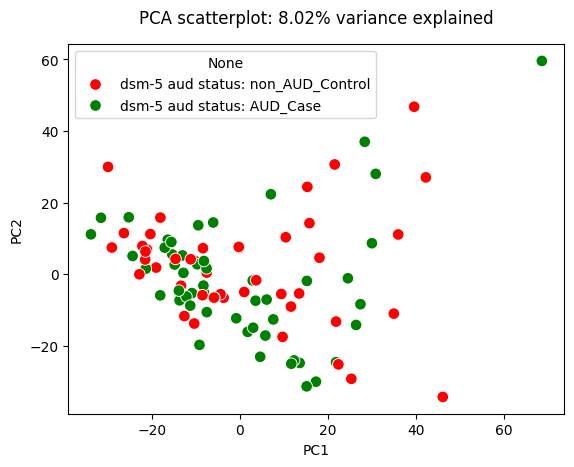 PCA scatterplot: 8.02% variance explained
None
dsm-5 aud status: non_AUD_Control
dsm-5 aud status: AUD_Case
60
40
20
0
−20
PC2
−20
0
20
40
60
PC1